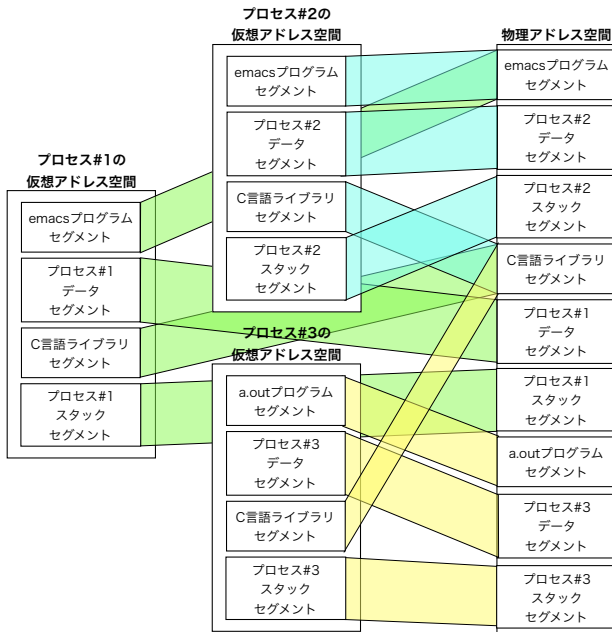 プロセス#1の
仮想アドレス空間
emacsプログラム
セグメント
プロセス#1
データ
セグメント
C言語ライブラリ
セグメント
プロセス#1
スタック
セグメント
プロセス#2の
仮想アドレス空間
emacsプログラム
セグメント
プロセス#2
データ
セグメント
C言語ライブラリ
セグメント
プロセス#2
スタック
セグメント
プロセス#3の
仮想アドレス空間
a.outプログラム
セグメント
プロセス#3
データ
セグメント
C言語ライブラリ
セグメント
プロセス#3
スタック
セグメント
物理アドレス空間
emacsプログラム
セグメント
プロセス#2
データ
セグメント
プロセス#2
スタック
セグメント
C言語ライブラリ
セグメント
プロセス#1
データ
セグメント
プロセス#1
スタック
セグメント
a.outプログラム
セグメント
プロセス#3
データ
セグメント
プロセス#3
スタック
セグメント